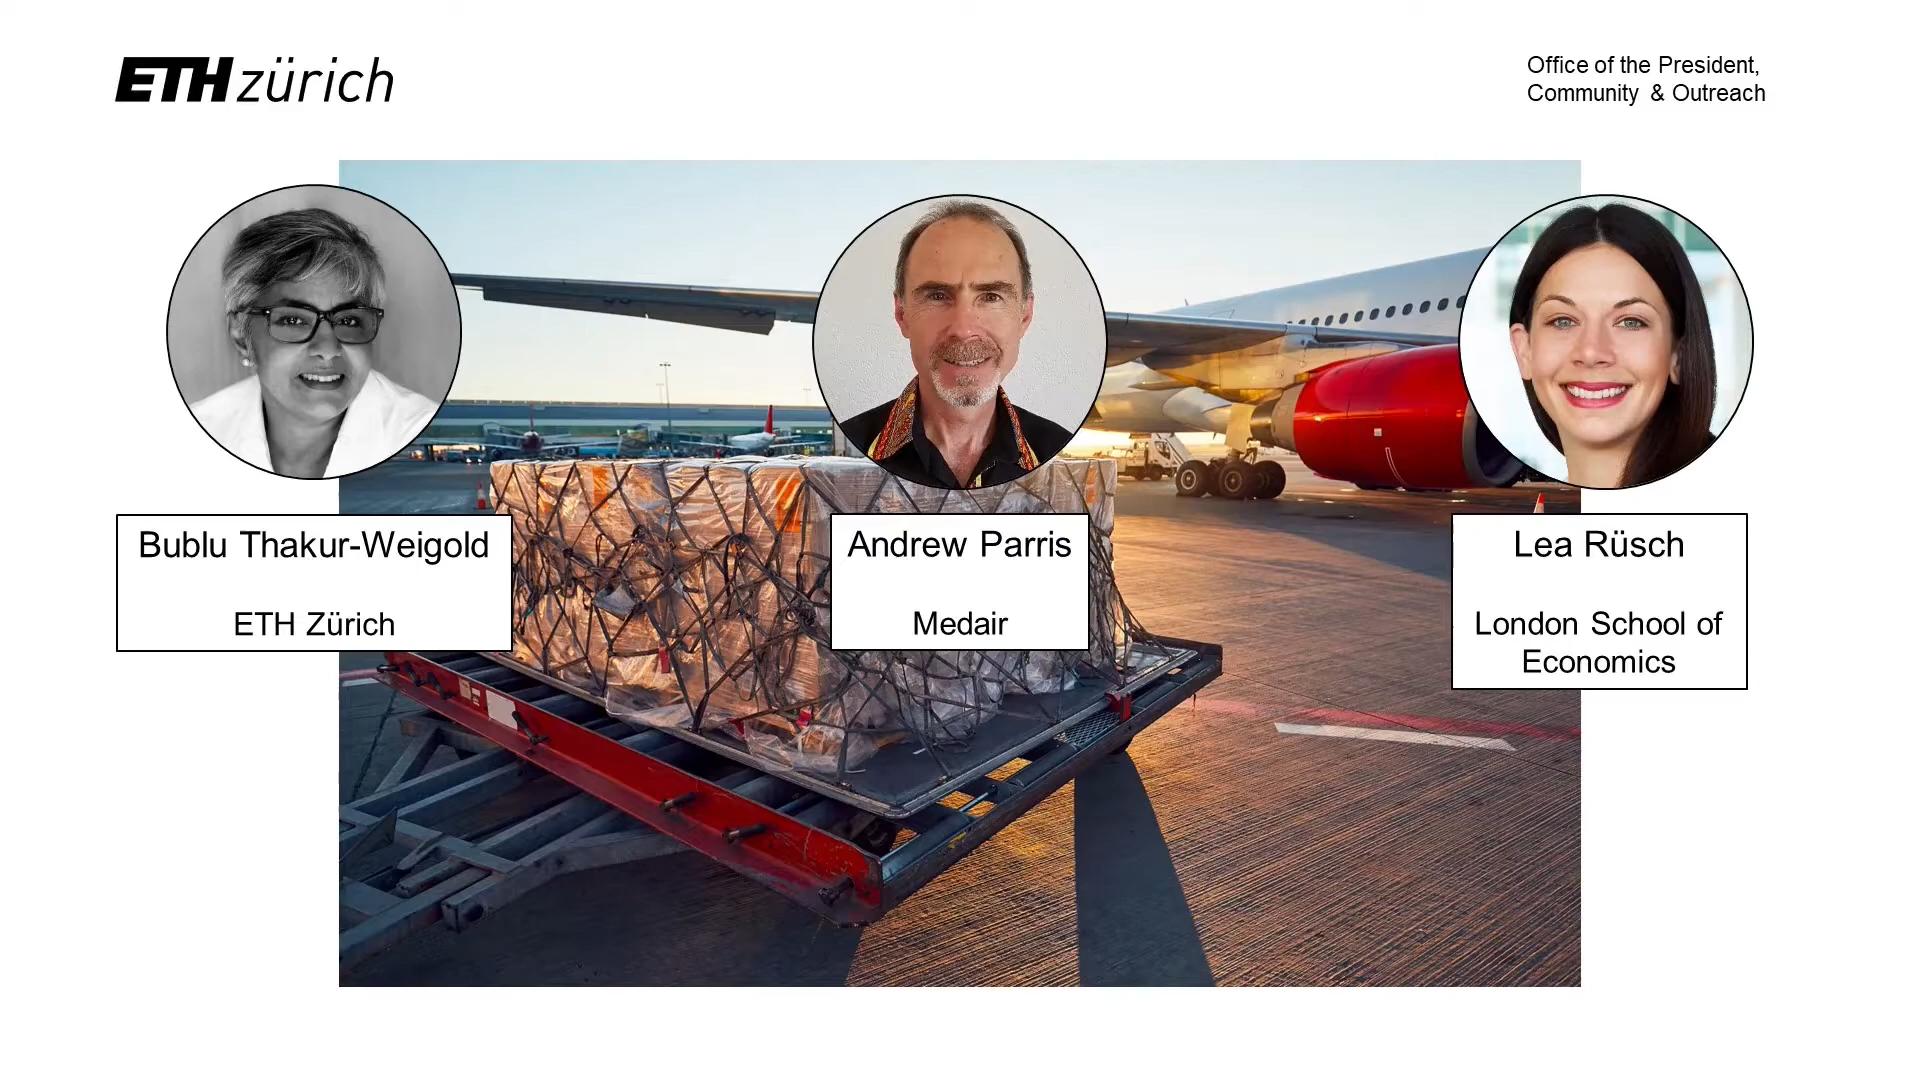 ETH zürich
Office of the President,
Community & Outreach
Bublu Thakur-Weigold
ETH Zürich
Andrew Parris
Medair
Lea Rüsch
London School of
Economics